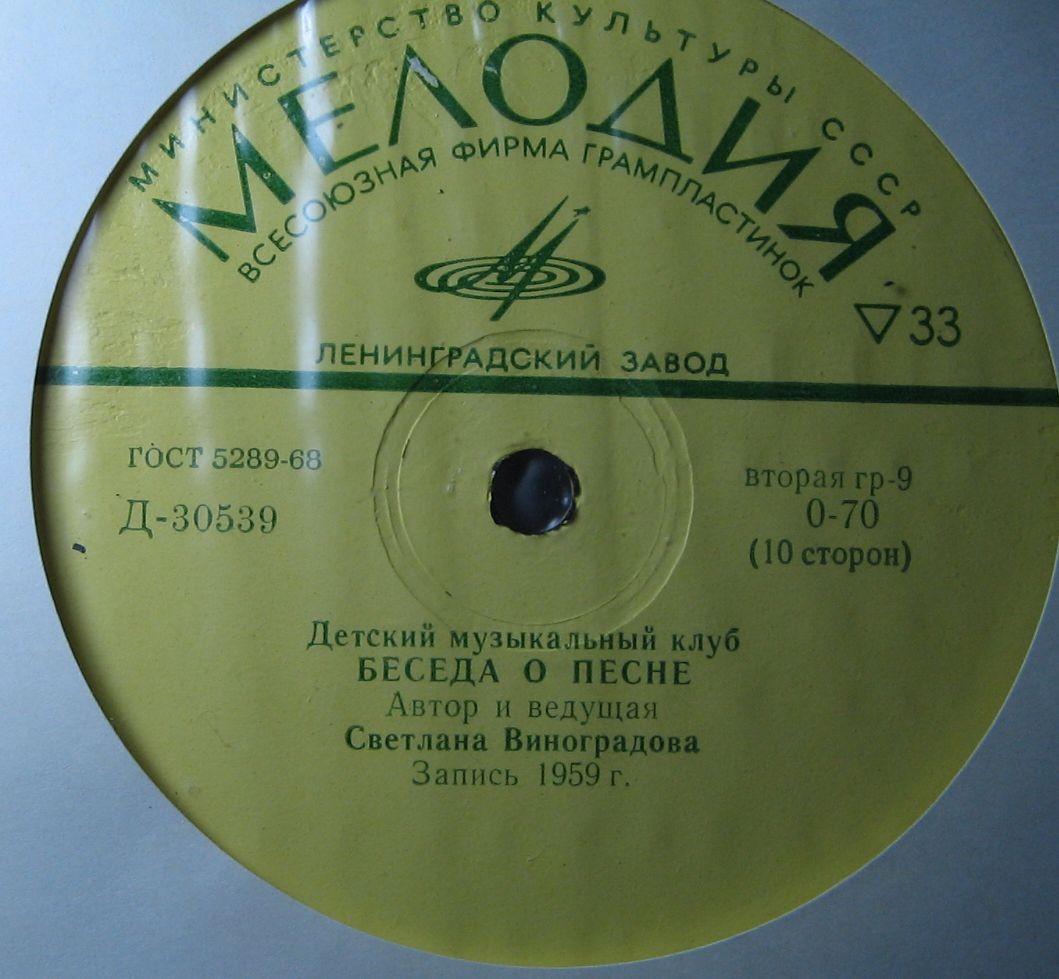 МИНИСТЕРСТВО КУЛЬТУРЫ СССР
МЕЛОДИЯ
ВСЕСОЮЗНАЯ ФИРМА ГРАМПЛАСТИНОК
33
ЛЕНИНГРАДСКИЙ ЗАВОД
ГОСТ 5289-68
Д-30539
вторая гр-9
0-70
(10 сторон)
Детский музыкальный клуб
БЕСЕДА О ПЕСНЕ
Автор и ведущая
Светлана Виноградова
Запись 1959 г.